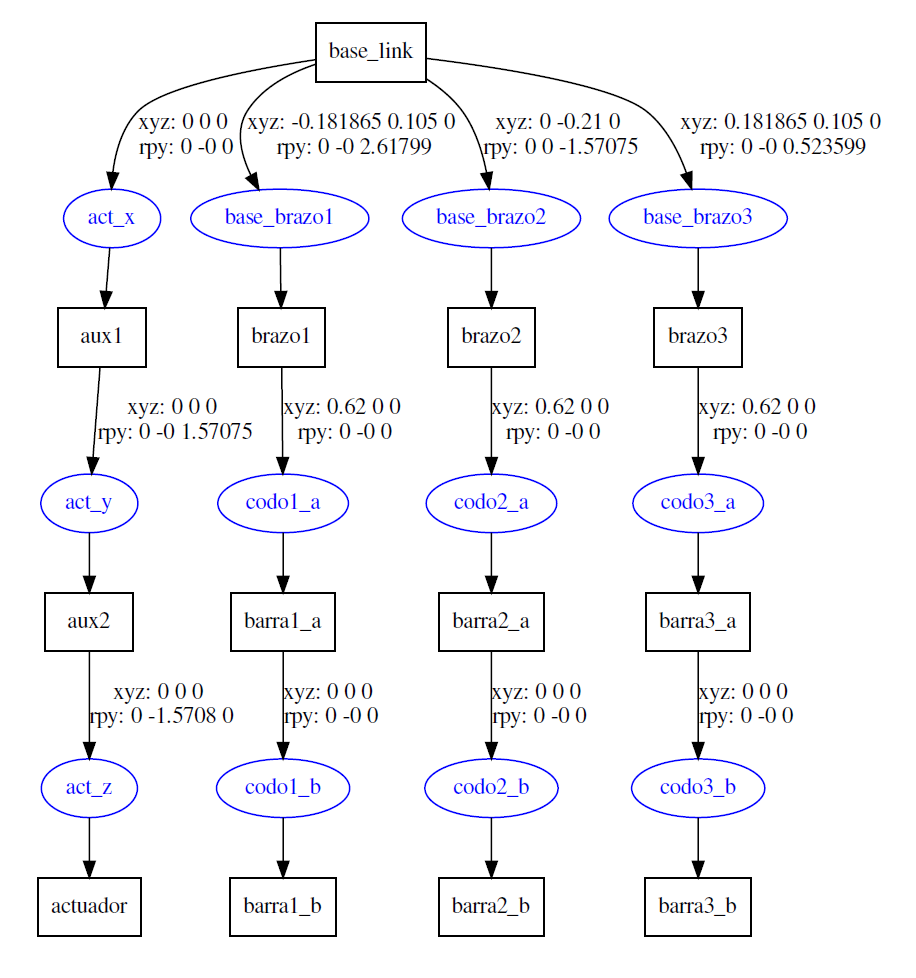 base_link
xyz: 0 0 0
rpy: 0 -0 0
xyz: -0.181865 0.105 0
rpy: 0 -0 2.61799
xyz: 0 -0.21 0
rpy: 0 0 -1.57075
xyz: 0.181865 0.105 0
rpy: 0 -0 0.523599
act_x
base_brazo1
base_brazo2
base_brazo3
aux1
brazo1
brazo2
brazo3
xyz: 0 0 0
rpy: 0 -0 1.57075
xyz: 0.62 0 0
rpy: 0 -0 0
xyz: 0.62 0 0
rpy: 0 -0 0
xyz: 0.62 0 0
rpy: 0 -0 0
act_y
codo1_a
codo2_a
codo3_a
aux2
barra1_a
barra2_a
barra3_a
xyz: 0 0 0
rpy: 0 -1.5708 0
xyz: 0 0 0
rpy: 0 -0 0
xyz: 0 0 0
rpy: 0 -0 0
xyz: 0 0 0
rpy: 0 -0 0
act_z
codo1_b
codo2_b
codo3_b
actuador
barra1_b
barra2_b
barra3_b